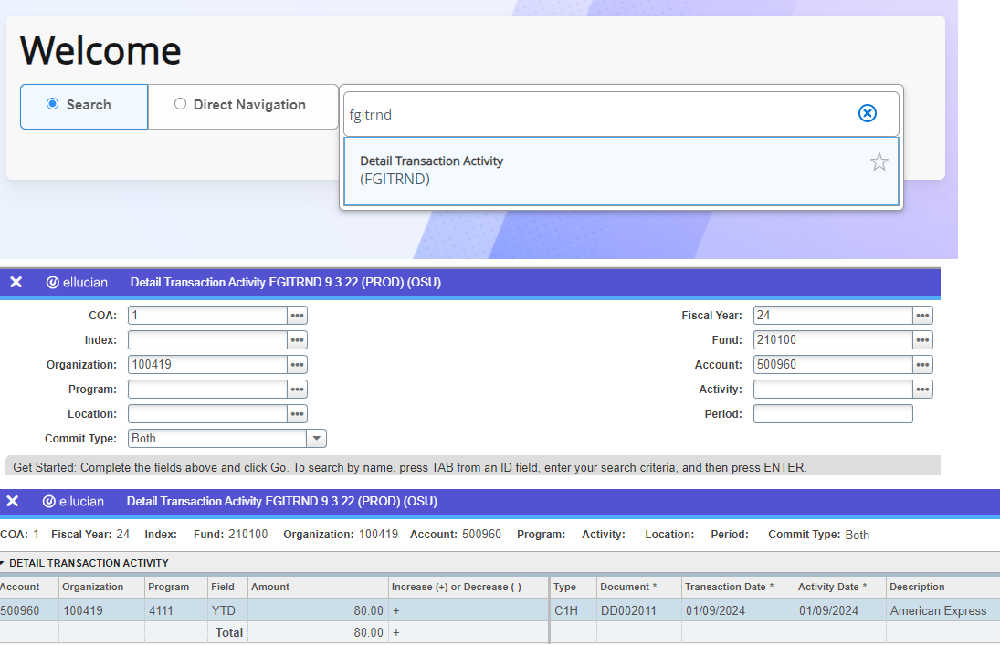 Welcome
Search
Direct Navigation
fgitrnd
Detail Transaction Activity
(FGITRND)
ellucian Detail Transaction Activity FGITRND 9.3.22 (PROD) (OSU)
COA: 1 Fiscal Year: 24
Index: Fund: 210100
Organization: 100419 Account: 500960
Program: Activity:
Location: Period:
Commit Type: Both
Get Started: Complete the fields above and click Go. To search by name, press TAB from an ID field, enter your search criteria, and then press ENTER.
ellucian Detail Transaction Activity FGITRND 9.3.22 (PROD) (OSU)
COA: 1 Fiscal Year: 24 Index: Fund: 210100 Organization: 100419 Account: 500960 Program: Activity: Location: Period: Commit Type: Both
DETAIL TRANSACTION ACTIVITY
Account Organization Program Field Amount Increase (+) or Decrease (-) Type Document * Transaction Date * Activity Date * Description
500960 100419 4111 YTD 80.00 + C1H DD002011 01/09/2024 01/09/2024 American Express
Total 80.00 +